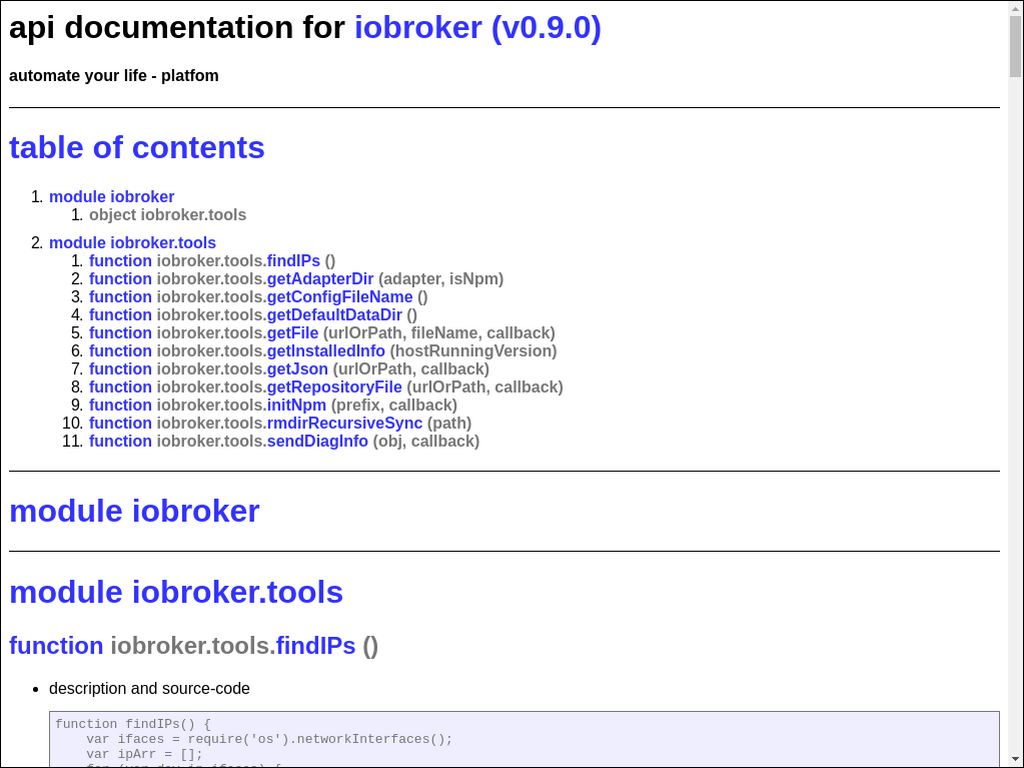 api documentation for iobroker (v0.9.0)
automate your life - platfom
table of contents
1. module iobroker
1. object iobroker.tools
2. module iobroker.tools
1. function iobroker.tools.findIPs ()
2. function iobroker.tools.getAdapterDir (adapter, isNpm)
3. function iobroker.tools.getConfigFileName ()
4. function iobroker.tools.getDefaultDataDir ()
5. function iobroker.tools.getFile (urlOrPath, fileName, callback)
6. function iobroker.tools.getInstalledInfo (hostRunningVersion)
7. function iobroker.tools.getJson (urlOrPath, callback)
8. function iobroker.tools.getRepositoryFile (urlOrPath, callback)
9. function iobroker.tools.initNpm (prefix, callback)
10. function iobroker.tools.rmdirRecursiveSync (path)
11. function iobroker.tools.sendDiagInfo (obj, callback)
module iobroker
module iobroker.tools
function iobroker.tools.findIPs ()
• description and source-code
function findIPs() {
    var ifaces = require('os').networkInterfaces();
    var ipArr = [];
    for (var dev in ifaces) {